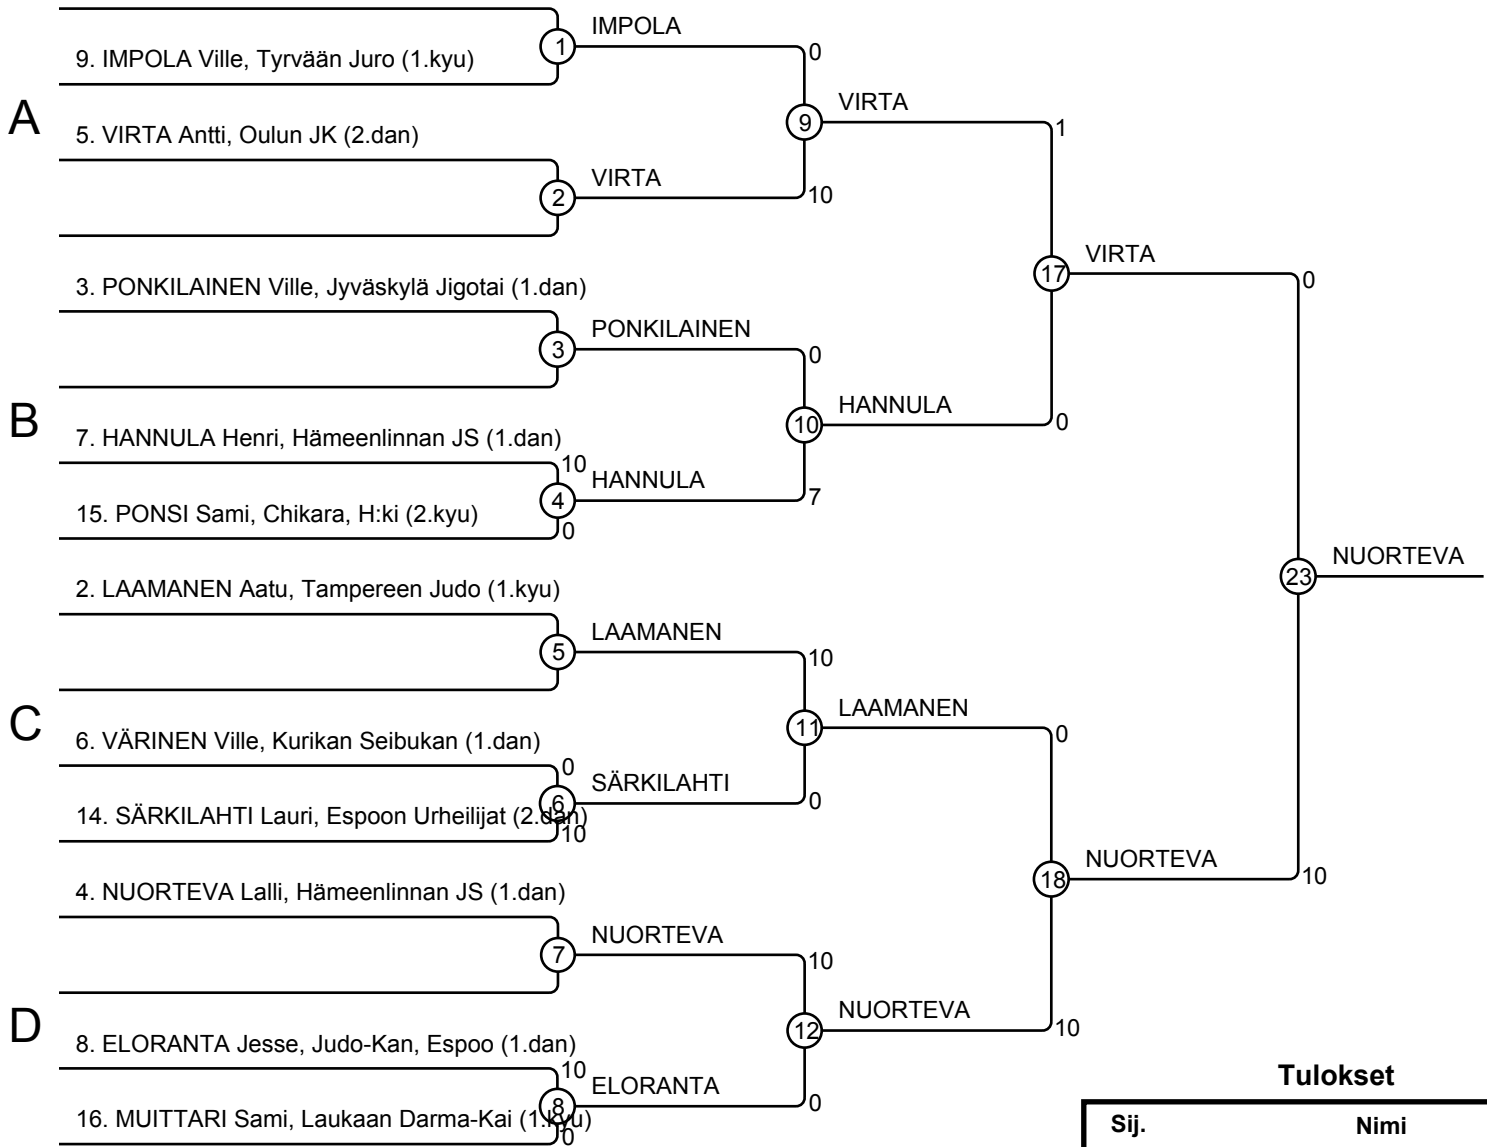 IMPOLA
1
0
9. IMPOLA Ville, Tyrvään Juro (1.kyu)
A
VIRTA
9
1
5. VIRTA Antti, Oulun JK (2.dan)
VIRTA
2
10
VIRTA
17
0
3. PONKILAINEN Ville, Jyväskylä Jigotai (1.dan)
PONKILAINEN
3
0
B
HANNULA
10
0
7. HANNULA Henri, Hämeenlinnan JS (1.dan)
10
HANNULA
4
7
15. PONSI Sami, Chikara, H:ki (2.kyu)
0
NUORTEVA
23
2. LAAMANEN Aatu, Tampereen Judo (1.kyu)
LAAMANEN
5
10
C
LAAMANEN
11
0
6. VÄRINEN Ville, Kurikan Seibukan (1.dan)
0
SÄRKILAHTI
6
0
14. SÄRKILAHTI Lauri, Espoon Urheilijat (2.dan)
10
NUORTEVA
18
10
4. NUORTEVA Lalli, Hämeenlinnan JS (1.dan)
NUORTEVA
7
10
D
NUORTEVA
12
10
8. ELORANTA Jesse, Judo-Kan, Espoo (1.dan)
10
ELORANTA
8
0
16. MUITTARI Sami, Laukaan Darma-Kai (1.kyu)
0
Tulokset
Sij. Nimi